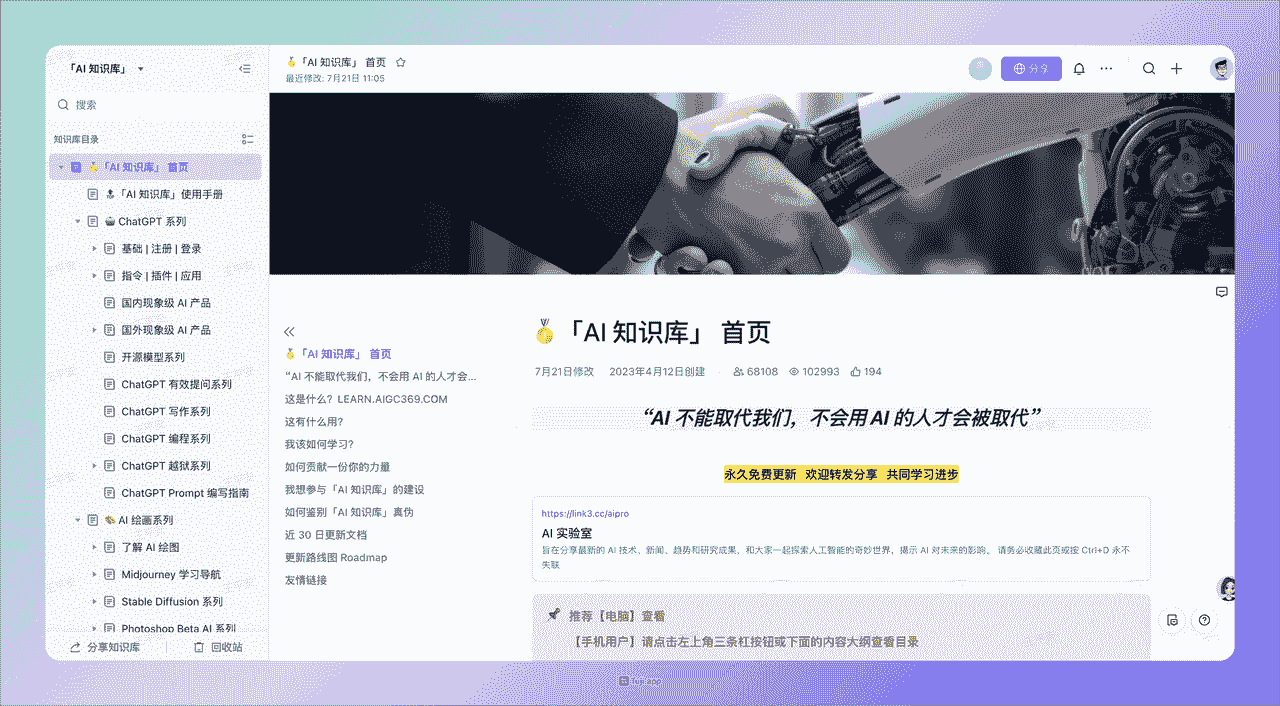 「AI 知识库」
搜索
知识库目录
「AI 知识库」 首页
「AI 知识库」使用手册
ChatGPT 系列
基础 | 注册 | 登录
指令 | 插件 | 应用
国内现象级 AI 产品
国外现象级 AI 产品
开源模型系列
ChatGPT 有效提问系列
ChatGPT 写作系列
ChatGPT 编程系列
ChatGPT 越狱系列
ChatGPT Prompt 编写指南
AI 绘画系列
了解 AI 绘图
Midjourney 学习导航
Stable Diffusion 系列
Photoshop Beta AI 系列
分享知识库
回收站
「AI 知识库」 首页
最近修改: 7月21日 11:05
分享
「AI 知识库」 首页
“AI 不能取代我们，不会用 AI 的人才会...
这是什么？LEARN.AIGC369.COM
这有什么用?
我该如何学习?
如何贡献一份你的力量
我想参与「AI 知识库」的建设
如何鉴别「AI 知识库」真伪
近 30 日更新文档
更新路线图 Roadmap
友情链接
「AI 知识库」 首页
7月21日修改 2023年4月12日创建 68108 102993 194
“AI 不能取代我们，不会用 AI 的人才会被取代”
永久免费更新 欢迎转发分享 共同学习进步
https://link3.cc/aipro
AI 实验室
旨在分享最新的 AI 技术、新闻、趋势和研究成果，和大家一起探索人工智能的奇妙世界，揭示 AI 对未来的影响。 请务必收藏此页或按 Ctrl+D 永不
失联
推荐【电脑】查看
【手机用户】请点击左上角三条杠按钮或下面的内容大纲查看目录